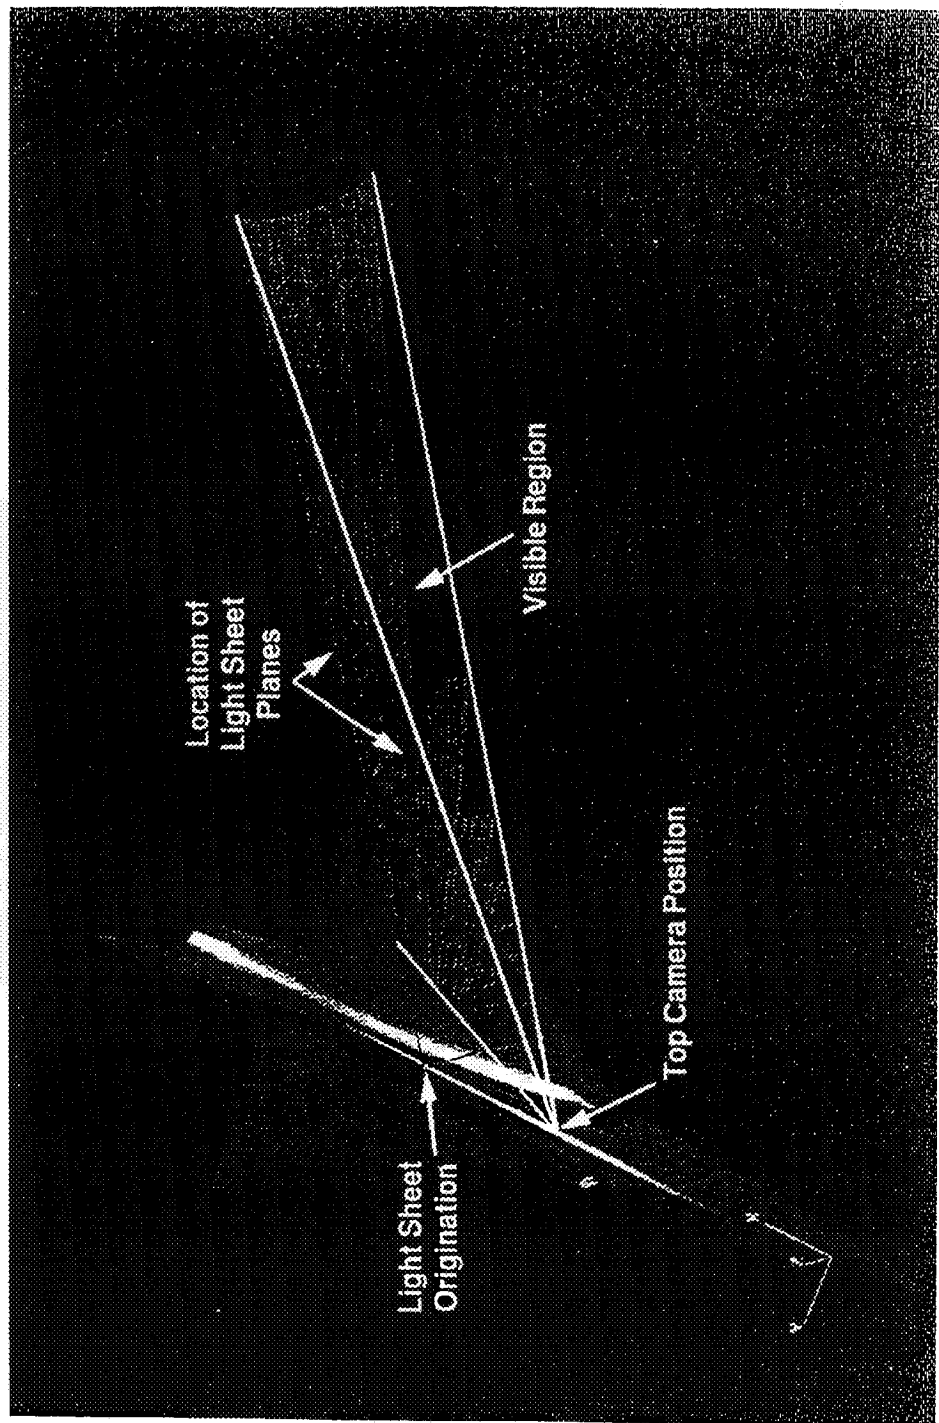 Location of
Light Sheet
Planes
Visible Region
Light Sheet
Origination
Top Camera Position